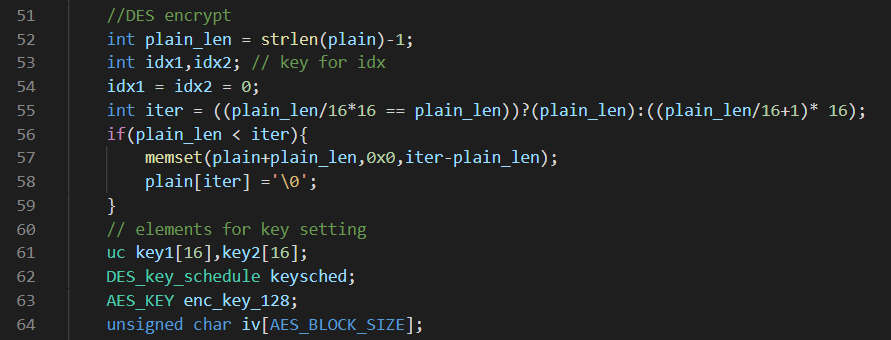 51 //DES encrypt
52 int plain_len = strlen(plain)-1;
53 int idx1,idx2; // key for idx
54 idx1 = idx2 = 0;
55 int iter = ((plain_len/16*16 == plain_len))?(plain_len):((plain_len/16+1)* 16);
56 if(plain_len < iter){
57 memset(plain+plain_len,0x0,iter-plain_len);
58 plain[iter] ='\0';
59 }
60 // elements for key setting
61 uc key1[16],key2[16];
62 DES_key_schedule keysched;
63 AES_KEY enc_key_128;
64 unsigned char iv[AES_BLOCK_SIZE];